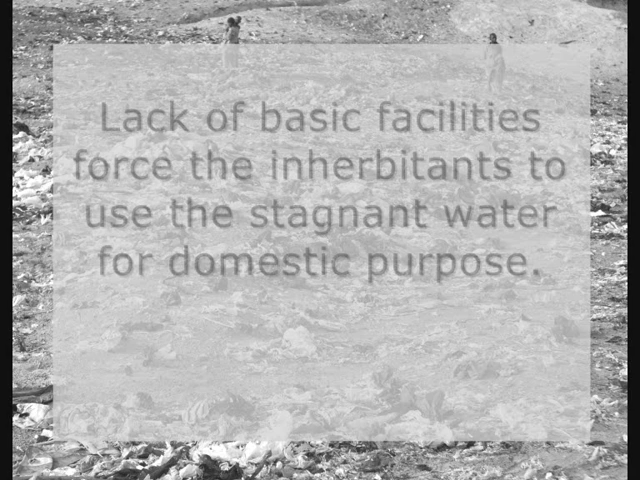 Lack of basic facilities
force the inherbitants to
use the stagnant water
for domestic purpose.